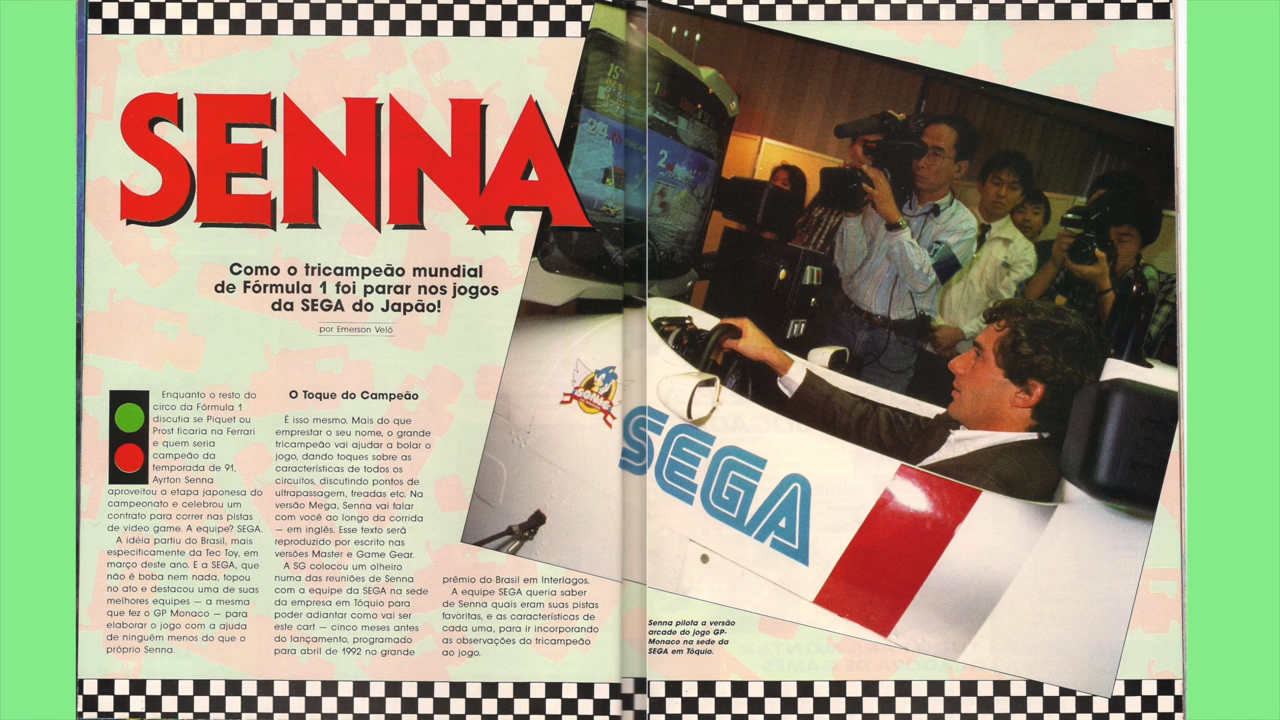 SENNA
Como o tricampeão mundial
de Fórmula 1 foi parar nos jogos
da SEGA do Japão!
por Emerson Velô
Enquanto o resto do
circo da Fórmula 1
discutia se Piquet ou
Prost ficaria na Ferrari
e quem seria
campeão da
temporada de 91,
Ayrton Senna
aproveitou a etapa japonesa do
campeonato e celebrou um
contrato para correr nas pistas
de video game. A equipe? SEGA.
A idéia partiu do Brasil, mais
especificamente da Tec Toy, em
março deste ano. E a SEGA, que
não é boba nem nada, topou
no ato e destacou uma de suas
melhores equipes — a mesma
que fez o GP Monaco — para
elaborar o jogo com a ajuda
de ninguém menos do que o
próprio Senna.
O Toque do Campeão
É isso mesmo. Mais do que
emprestar o seu nome, o grande
tricampeão vai ajudar a bolar o
jogo, dando toques sobre as
características de todos os
circuitos, discutindo pontos de
ultrapassagem, freadas etc. Na
versão Mega, Senna vai falar
com você ao longo da corrida
— em inglês. Esse texto será
reproduzido por escrito nas
versões Master e Game Gear.
A SG colocou um olheiro
numa das reuniões de Senna
com a equipe da SEGA na sede
da empresa em Tóquio para
poder adiantar como vai ser
este cart — cinco meses antes
do lançamento, programado
para abril de 1992 no grande
prêmio do Brasil em Interlagos.
A equipe SEGA queria saber
de Senna quais eram suas pistas
favoritas, e as características de
cada uma, para ir incorporando
as observações do tricampeão
ao jogo.
SONIC
SEGA
Senna pilota a versão
arcade do jogo GP-
Monaco na sede da
SEGA em Tóquio.